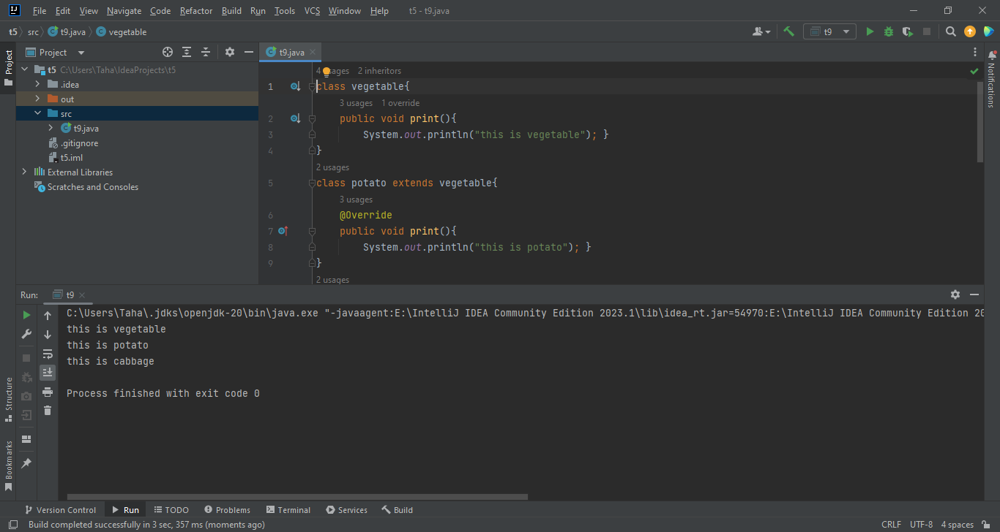 File Edit View Navigate Code Refactor Build Run Tools VCS Window Help t5 - t9.java
t5 src t9.java vegetable t9
Project
Project
t5 C:\Users\Taha\IdeaProjects\t5
.idea
out
src
t9.java
.gitignore
t5.iml
External Libraries
Scratches and Consoles
t9.java
4 usages 2 inheritors
1 class vegetable{
3 usages 1 override
2 public void print(){
3 System.out.println("this is vegetable"); }
4 }
2 usages
5 class potato extends vegetable{
3 usages
6 @Override
7 public void print(){
8 System.out.println("this is potato"); }
9 }
2 usages
Notifications
Run: t9
C:\Users\Taha\.jdks\openjdk-20\bin\java.exe "-javaagent:E:\IntelliJ IDEA Community Edition 2023.1\lib\idea_rt.jar=54970:E:\IntelliJ IDEA Community Edition 20
this is vegetable
this is potato
this is cabbage
Process finished with exit code 0
Structure
Bookmarks
Version Control Run TODO Problems Terminal Services Build
Build completed successfully in 3 sec, 357 ms (moments ago) CRLF UTF-8 4 spaces